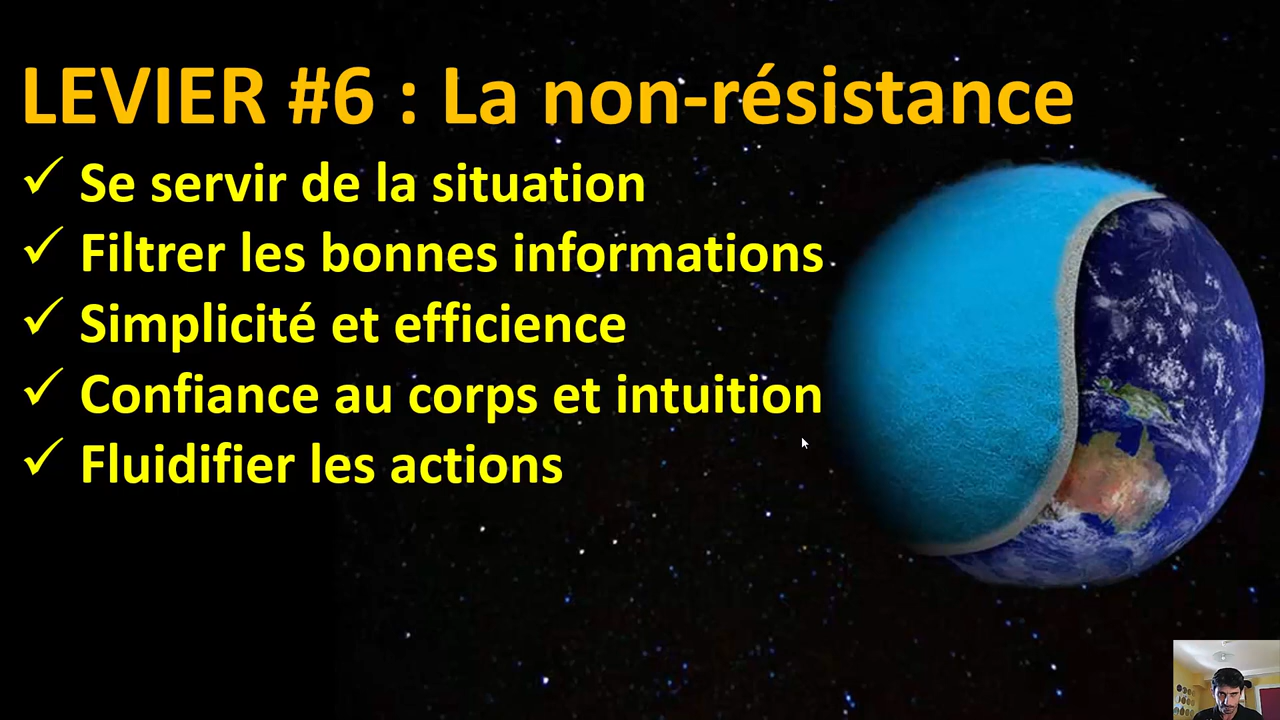 LEVIER #6 : La non-résistance
✓ Se servir de la situation
✓ Filtrer les bonnes informations
✓ Simplicité et efficience
✓ Confiance au corps et intuition
✓ Fluidifier les actions